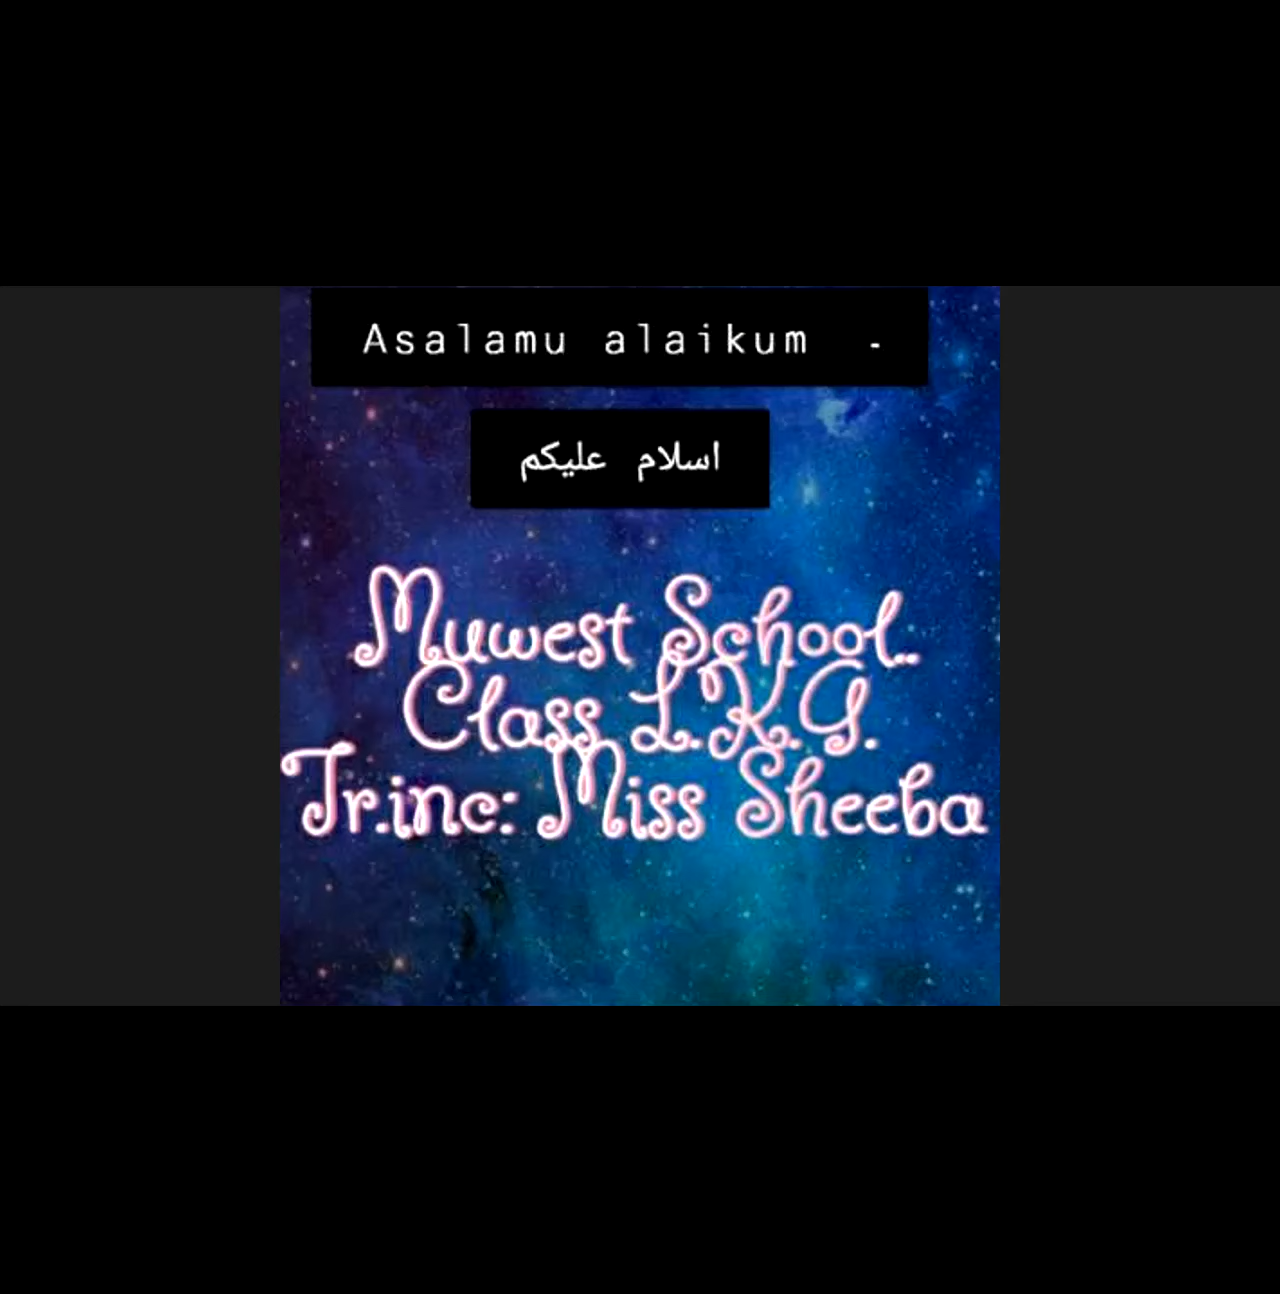 Asalamu alaikum -
اسلام علیکم
Muwest School..
Class L.K.G.
Tr.inc: Miss Sheeba